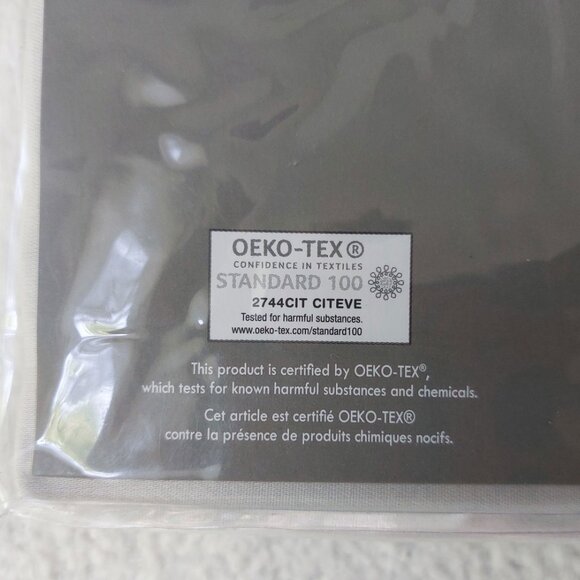 OEKO-TEX®
CONFIDENCE IN TEXTILES
STANDARD 100
2744CIT CITEVE
Tested for harmful substances.
www.oeko-tex.com/standard100
This product is certified by OEKO-TEX®,
which tests for known harmful substances and chemicals.
Cet article est certifié OEKO-TEX®
contre la présence de produits chimiques nocifs.